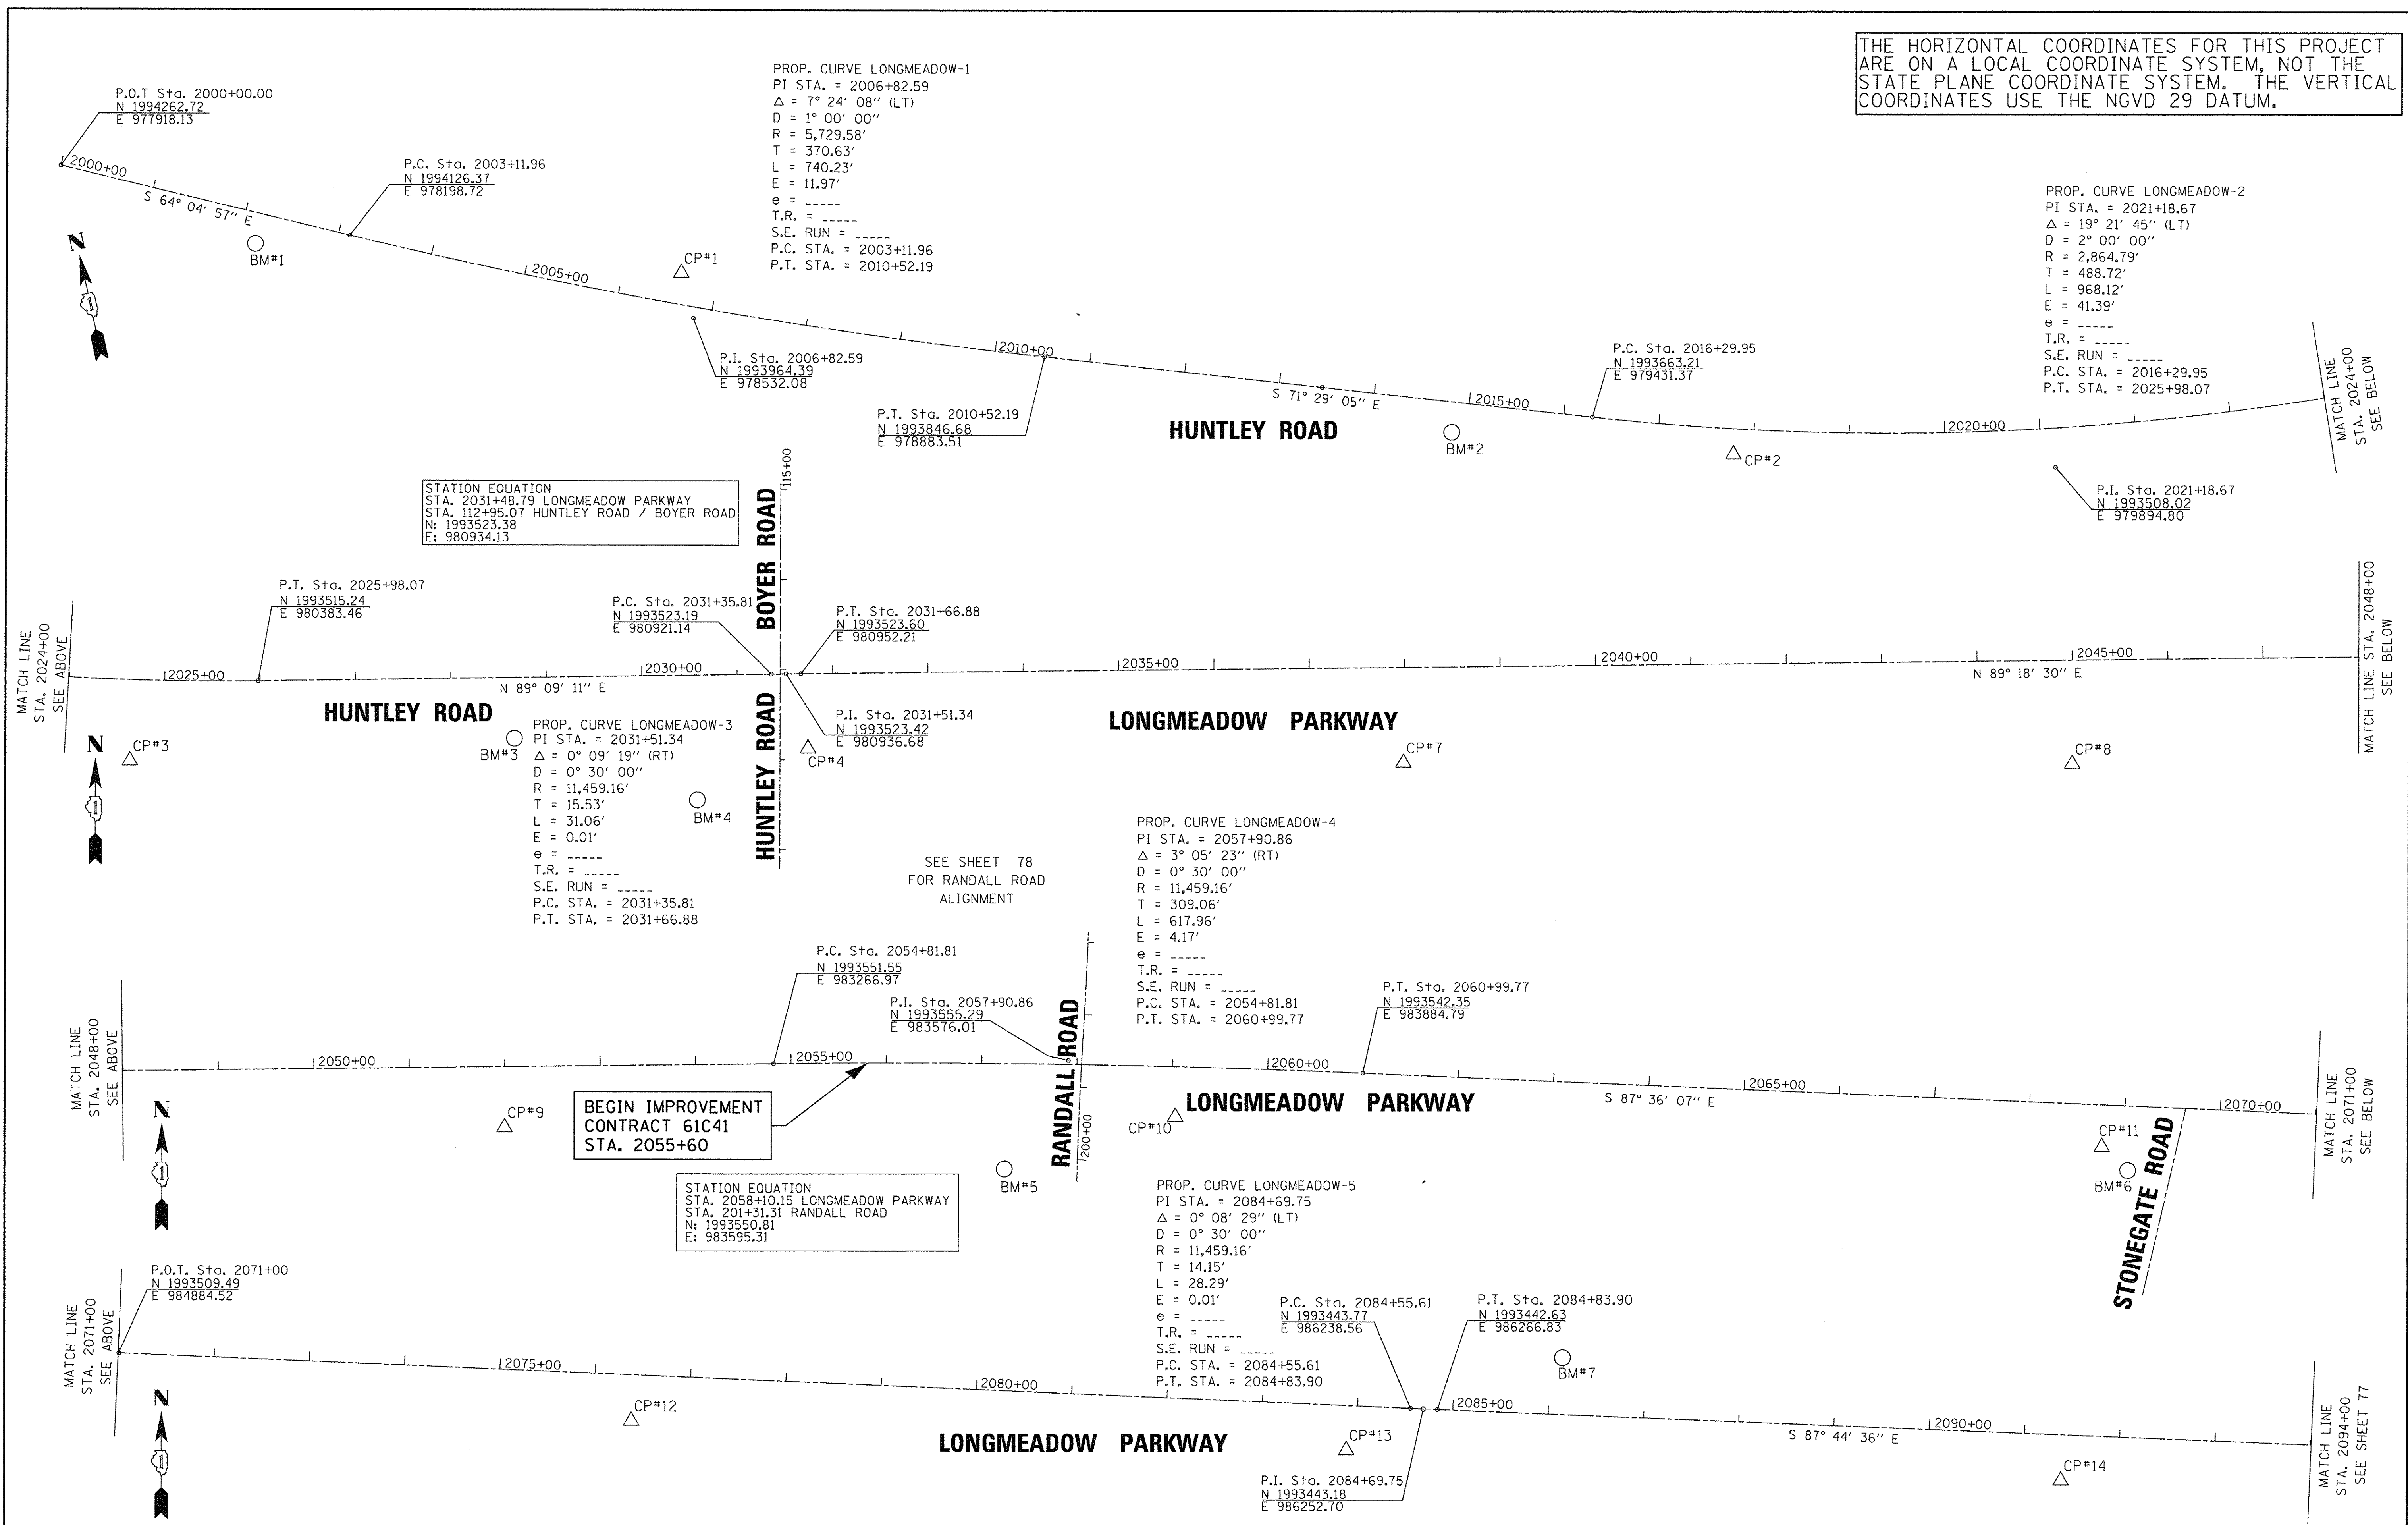 THE HORIZONTAL COORDINATES FOR THIS PROJECT
ARE ON A LOCAL COORDINATE SYSTEM, NOT THE
STATE PLANE COORDINATE SYSTEM. THE VERTICAL
COORDINATES USE THE NGVD 29 DATUM.
P.O.T Sta. 2000+00.00
N 1994262.72
E 977918.13
2000+00
S 64° 04' 57" E
N
1
BM#1
P.C. Sta. 2003+11.96
N 1994126.37
E 978198.72
2005+00
CP#1
PROP. CURVE LONGMEADOW-1
PI STA. = 2006+82.59
Δ = 7° 24' 08" (LT)
D = 1° 00' 00"
R = 5,729.58'
T = 370.63'
L = 740.23'
E = 11.97'
e = _____
T.R. = _____
S.E. RUN = _____
P.C. STA. = 2003+11.96
P.T. STA. = 2010+52.19
P.I. Sta. 2006+82.59
N 1993964.39
E 978532.08
2010+00
P.T. Sta. 2010+52.19
N 1993846.68
E 978883.51
S 71° 29' 05" E
HUNTLEY ROAD
2015+00
BM#2
P.C. Sta. 2016+29.95
N 1993663.21
E 979431.37
CP#2
2020+00
PROP. CURVE LONGMEADOW-2
PI STA. = 2021+18.67
Δ = 19° 21' 45" (LT)
D = 2° 00' 00"
R = 2,864.79'
T = 488.72'
L = 968.12'
E = 41.39'
e = _____
T.R. = _____
S.E. RUN = _____
P.C. STA. = 2016+29.95
P.T. STA. = 2025+98.07
P.I. Sta. 2021+18.67
N 1993508.02
E 979894.80
MATCH LINE
STA. 2024+00
SEE BELOW
STATION EQUATION
STA. 2031+48.79 LONGMEADOW PARKWAY
STA. 112+95.07 HUNTLEY ROAD / BOYER ROAD
N: 1993523.38
E: 980934.13
115+00
BOYER ROAD
HUNTLEY ROAD
MATCH LINE
STA. 2024+00
SEE ABOVE
2025+00
P.T. Sta. 2025+98.07
N 1993515.24
E 980383.46
N 89° 09' 11" E
2030+00
P.C. Sta. 2031+35.81
N 1993523.19
E 980921.14
P.T. Sta. 2031+66.88
N 1993523.60
E 980952.21
P.I. Sta. 2031+51.34
N 1993523.42
E 980936.68
2035+00
2040+00
N 89° 18' 30" E
2045+00
MATCH LINE STA. 2048+00
SEE BELOW
HUNTLEY ROAD
LONGMEADOW PARKWAY
N
1
CP#3
BM#3
BM#4
CP#4
CP#7
CP#8
PROP. CURVE LONGMEADOW-3
PI STA. = 2031+51.34
Δ = 0° 09' 19" (RT)
D = 0° 30' 00"
R = 11,459.16'
T = 15.53'
L = 31.06'
E = 0.01'
e = _____
T.R. = _____
S.E. RUN = _____
P.C. STA. = 2031+35.81
P.T. STA. = 2031+66.88
SEE SHEET 78
FOR RANDALL ROAD
ALIGNMENT
PROP. CURVE LONGMEADOW-4
PI STA. = 2057+90.86
Δ = 3° 05' 23" (RT)
D = 0° 30' 00"
R = 11,459.16'
T = 309.06'
L = 617.96'
E = 4.17'
e = _____
T.R. = _____
S.E. RUN = _____
P.C. STA. = 2054+81.81
P.T. STA. = 2060+99.77
MATCH LINE
STA. 2048+00
SEE ABOVE
2050+00
P.C. Sta. 2054+81.81
N 1993551.55
E 983266.97
2055+00
P.I. Sta. 2057+90.86
N 1993555.29
E 983576.01
RANDALL ROAD
200+00
2060+00
P.T. Sta. 2060+99.77
N 1993542.35
E 983884.79
S 87° 36' 07" E
2065+00
2070+00
MATCH LINE
STA. 2071+00
SEE BELOW
LONGMEADOW PARKWAY
N
1
CP#9
BEGIN IMPROVEMENT
CONTRACT 61C41
STA. 2055+60
BM#5
CP#10
CP#11
BM#6
STONEGATE ROAD
STATION EQUATION
STA. 2058+10.15 LONGMEADOW PARKWAY
STA. 201+31.31 RANDALL ROAD
N: 1993550.81
E: 983595.31
PROP. CURVE LONGMEADOW-5
PI STA. = 2084+69.75
Δ = 0° 08' 29" (LT)
D = 0° 30' 00"
R = 11,459.16'
T = 14.15'
L = 28.29'
E = 0.01'
e = _____
T.R. = _____
S.E. RUN = _____
P.C. STA. = 2084+55.61
P.T. STA. = 2084+83.90
MATCH LINE
STA. 2071+00
SEE ABOVE
P.O.T. Sta. 2071+00
N 1993509.49
E 984884.52
2075+00
2080+00
P.C. Sta. 2084+55.61
N 1993443.77
E 986238.56
P.T. Sta. 2084+83.90
N 1993442.63
E 986266.83
BM#7
2085+00
S 87° 44' 36" E
2090+00
MATCH LINE
STA. 2094+00
SEE SHEET 77
N
1
CP#12
LONGMEADOW PARKWAY
CP#13
CP#14
P.I. Sta. 2084+69.75
N 1993443.18
E 986252.70